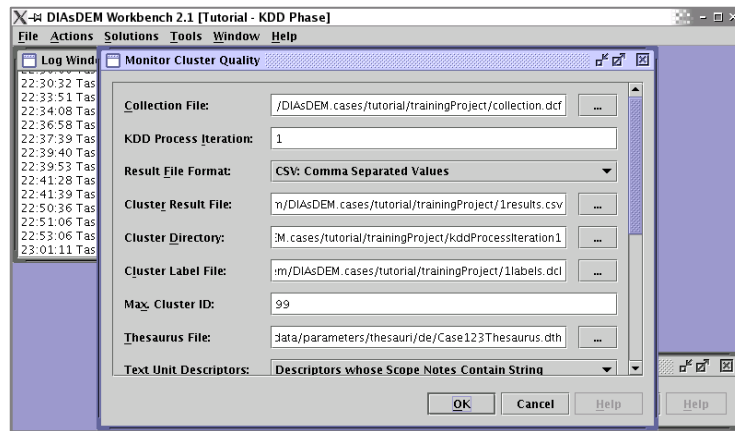 DIAsDEM Workbench 2.1 [Tutorial - KDD Phase]
File Actions Solutions Tools Window Help
Log Wind
Monitor Cluster Quality
22:30:32 Tas
22:33:51 Tas
22:34:08 Tas
22:36:58 Tas
22:37:39 Tas
22:39:40 Tas
22:39:53 Tas
22:41:28 Tas
22:41:39 Tas
22:50:36 Tas
22:51:06 Tas
22:53:06 Tas
23:01:11 Tas
Collection File: /DIAsDEM.cases/tutorial/trainingProject/collection.dcf ...
KDD Process Iteration: 1
Result File Format: CSV: Comma Separated Values
Cluster Result File: m/DIAsDEM.cases/tutorial/trainingProject/1results.csv ...
Cluster Directory: EM.cases/tutorial/trainingProject/kddProcessIteration1 ...
Cluster Label File: em/DIAsDEM.cases/tutorial/trainingProject/1labels.dcl ...
Max. Cluster ID: 99
Thesaurus File: data/parameters/thesauri/de/Case123Thesaurus.dth ...
Text Unit Descriptors: Descriptors whose Scope Notes Contain String
OK Cancel Help
Help